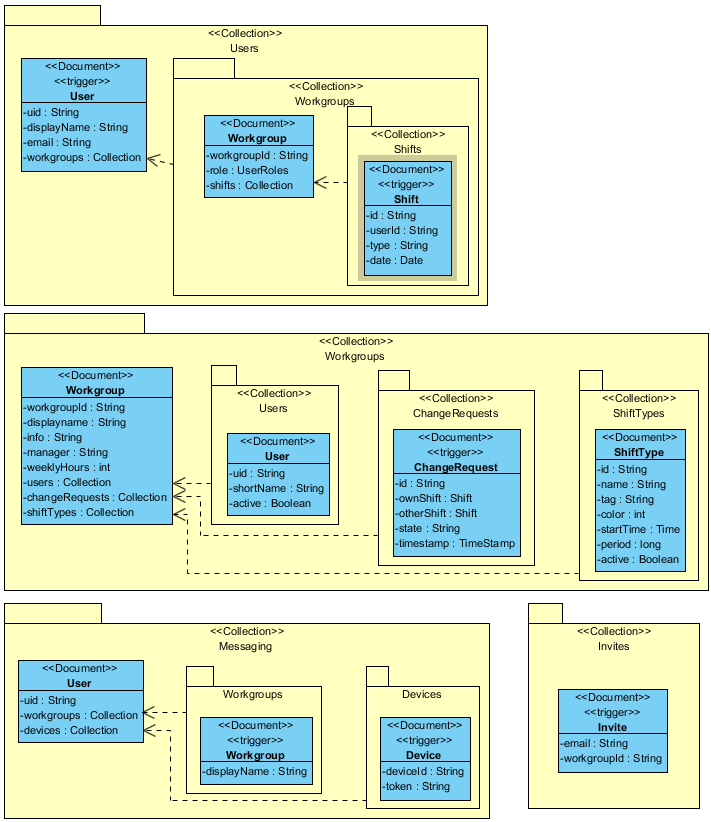 <<Collection>>
Users
<<Document>>
<<trigger>>
User
-uid : String
-displayName : String
-email : String
-workgroups : Collection
<<Collection>>
Workgroups
<<Document>>
Workgroup
-workgroupId : String
-role : UserRoles
-shifts : Collection
<<Collection>>
Shifts
<<Document>>
<<trigger>>
Shift
-id : String
-userId : String
-type : String
-date : Date
<<Collection>>
Workgroups
<<Document>>
Workgroup
-workgroupId : String
-displayname : String
-info : String
-manager : String
-weeklyHours : int
-users : Collection
-changeRequests : Collection
-shiftTypes : Collection
<<Collection>>
Users
<<Document>>
User
-uid : String
-shortName : String
-active : Boolean
<<Collection>>
ChangeRequests
<<Document>>
<<trigger>>
ChangeRequest
-id : String
-ownShift : Shift
-otherShift : Shift
-state : String
-timestamp : TimeStamp
<<Collection>>
ShiftTypes
<<Document>>
ShiftType
-id : String
-name : String
-tag : String
-color : int
-startTime : Time
-period : long
-active : Boolean
<<Collection>>
Messaging
<<Document>>
User
-uid : String
-workgroups : Collection
-devices : Collection
Workgroups
<<Document>>
<<trigger>>
Workgroup
-displayName : String
Devices
<<Document>>
<<trigger>>
Device
-deviceId : String
-token : String
<<Collection>>
Invites
<<Document>>
<<trigger>>
Invite
-email : String
-workgroupId : String